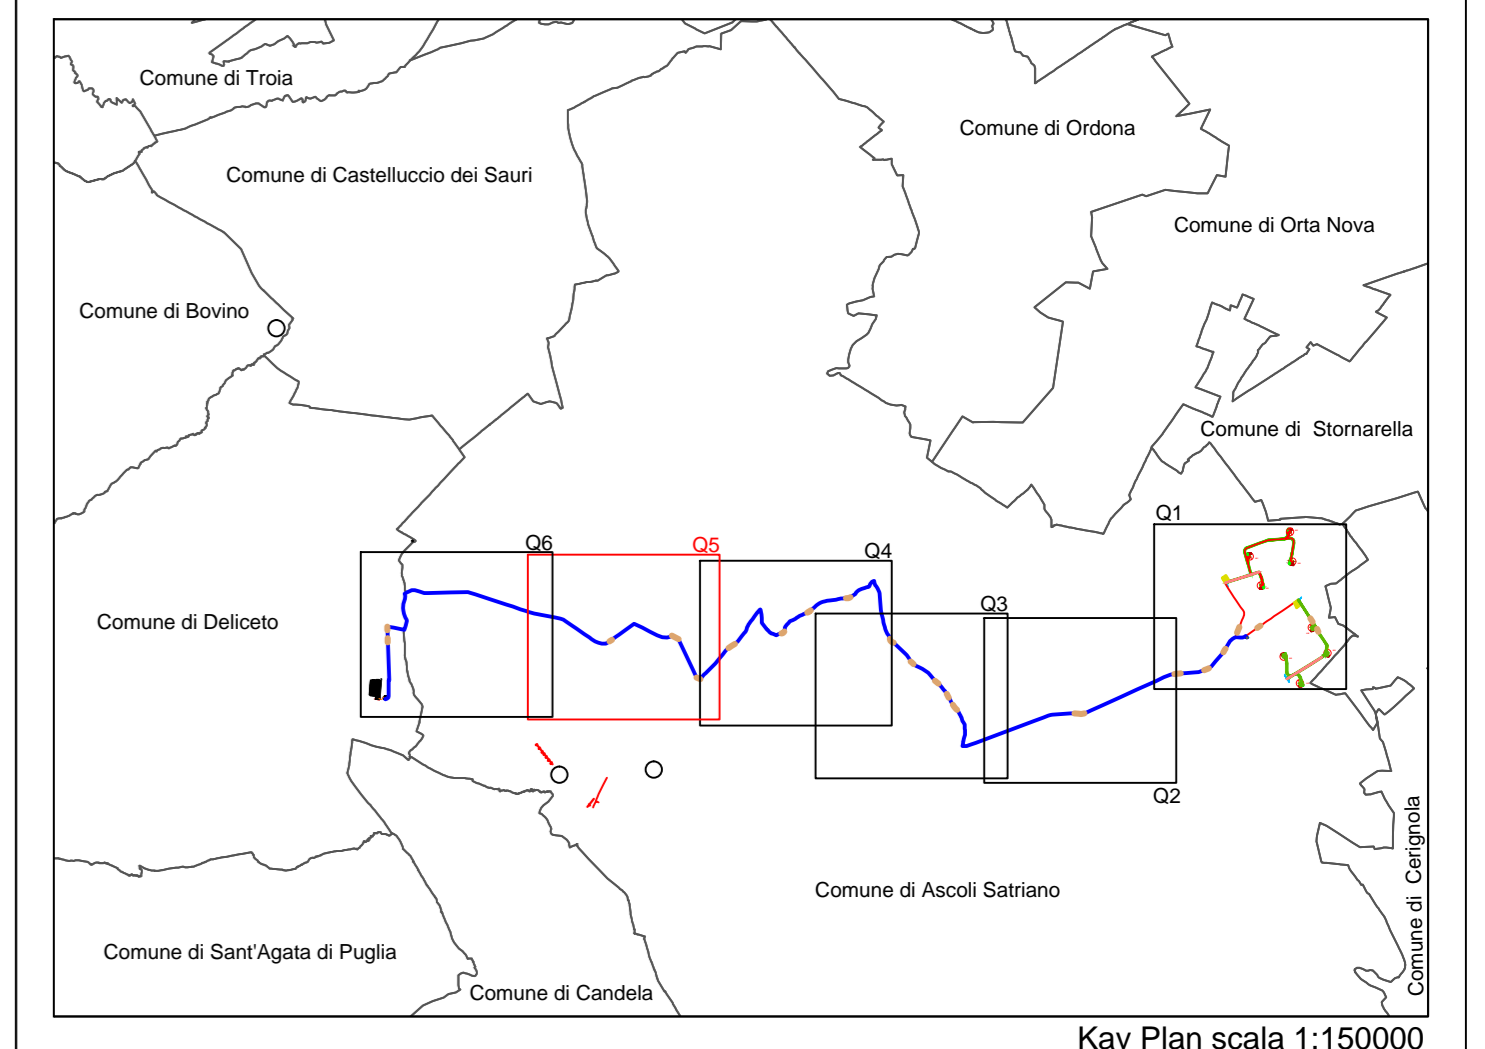 Comune di Troia
Comune di Ordona
Comune di Castelluccio dei Sauri
Comune di Orta Nova
Comune di Bovino
Comune di Stornarella
Q1
Q6
Q5
Q4
Q3
Comune di Deliceto
Q2
Comune di Cerignola
Comune di Ascoli Satriano
Comune di Sant'Agata di Puglia
Comune di Candela
Kay Plan scala 1:150000